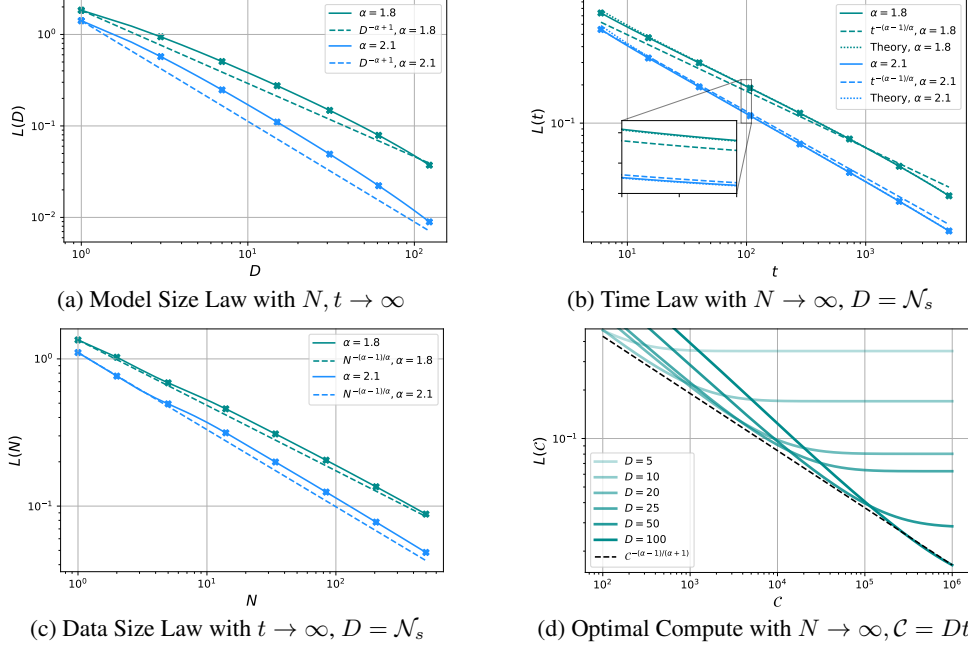 α = 1.8
D^{−α+1}, α = 1.8
α = 2.1
D^{−α+1}, α = 2.1
10^0
10^{−1}
10^{−2}
L(D)
10^0
10^1
10^2
D
(a) Model Size Law with N, t → ∞
α = 1.8
t^{−(α−1)/α}, α = 1.8
Theory, α = 1.8
α = 2.1
t^{−(α−1)/α}, α = 2.1
Theory, α = 2.1
10^{−1}
L(t)
10^1
10^2
10^3
t
(b) Time Law with N → ∞, D = 𝒩_s
α = 1.8
N^{−(α−1)/α}, α = 1.8
α = 2.1
N^{−(α−1)/α}, α = 2.1
10^0
10^{−1}
L(N)
10^0
10^1
10^2
N
(c) Data Size Law with t → ∞, D = 𝒩_s
10^{−1}
L(𝒞)
D = 5
D = 10
D = 20
D = 25
D = 50
D = 100
𝒞^{−(α−1)/(α+1)}
10^2
10^3
10^4
10^5
10^6
𝒞
(d) Optimal Compute with N → ∞, 𝒞 = Dt